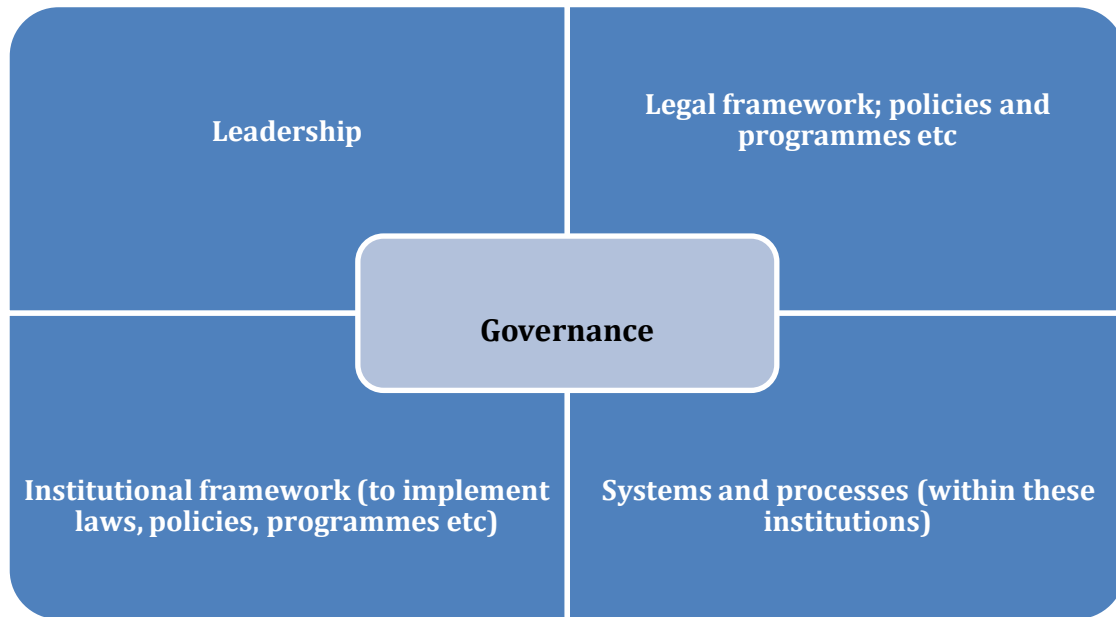 Leadership
Legal framework; policies and
programmes etc
Governance
Institutional framework (to implement
laws, policies, programmes etc)
Systems and processes (within these
institutions)